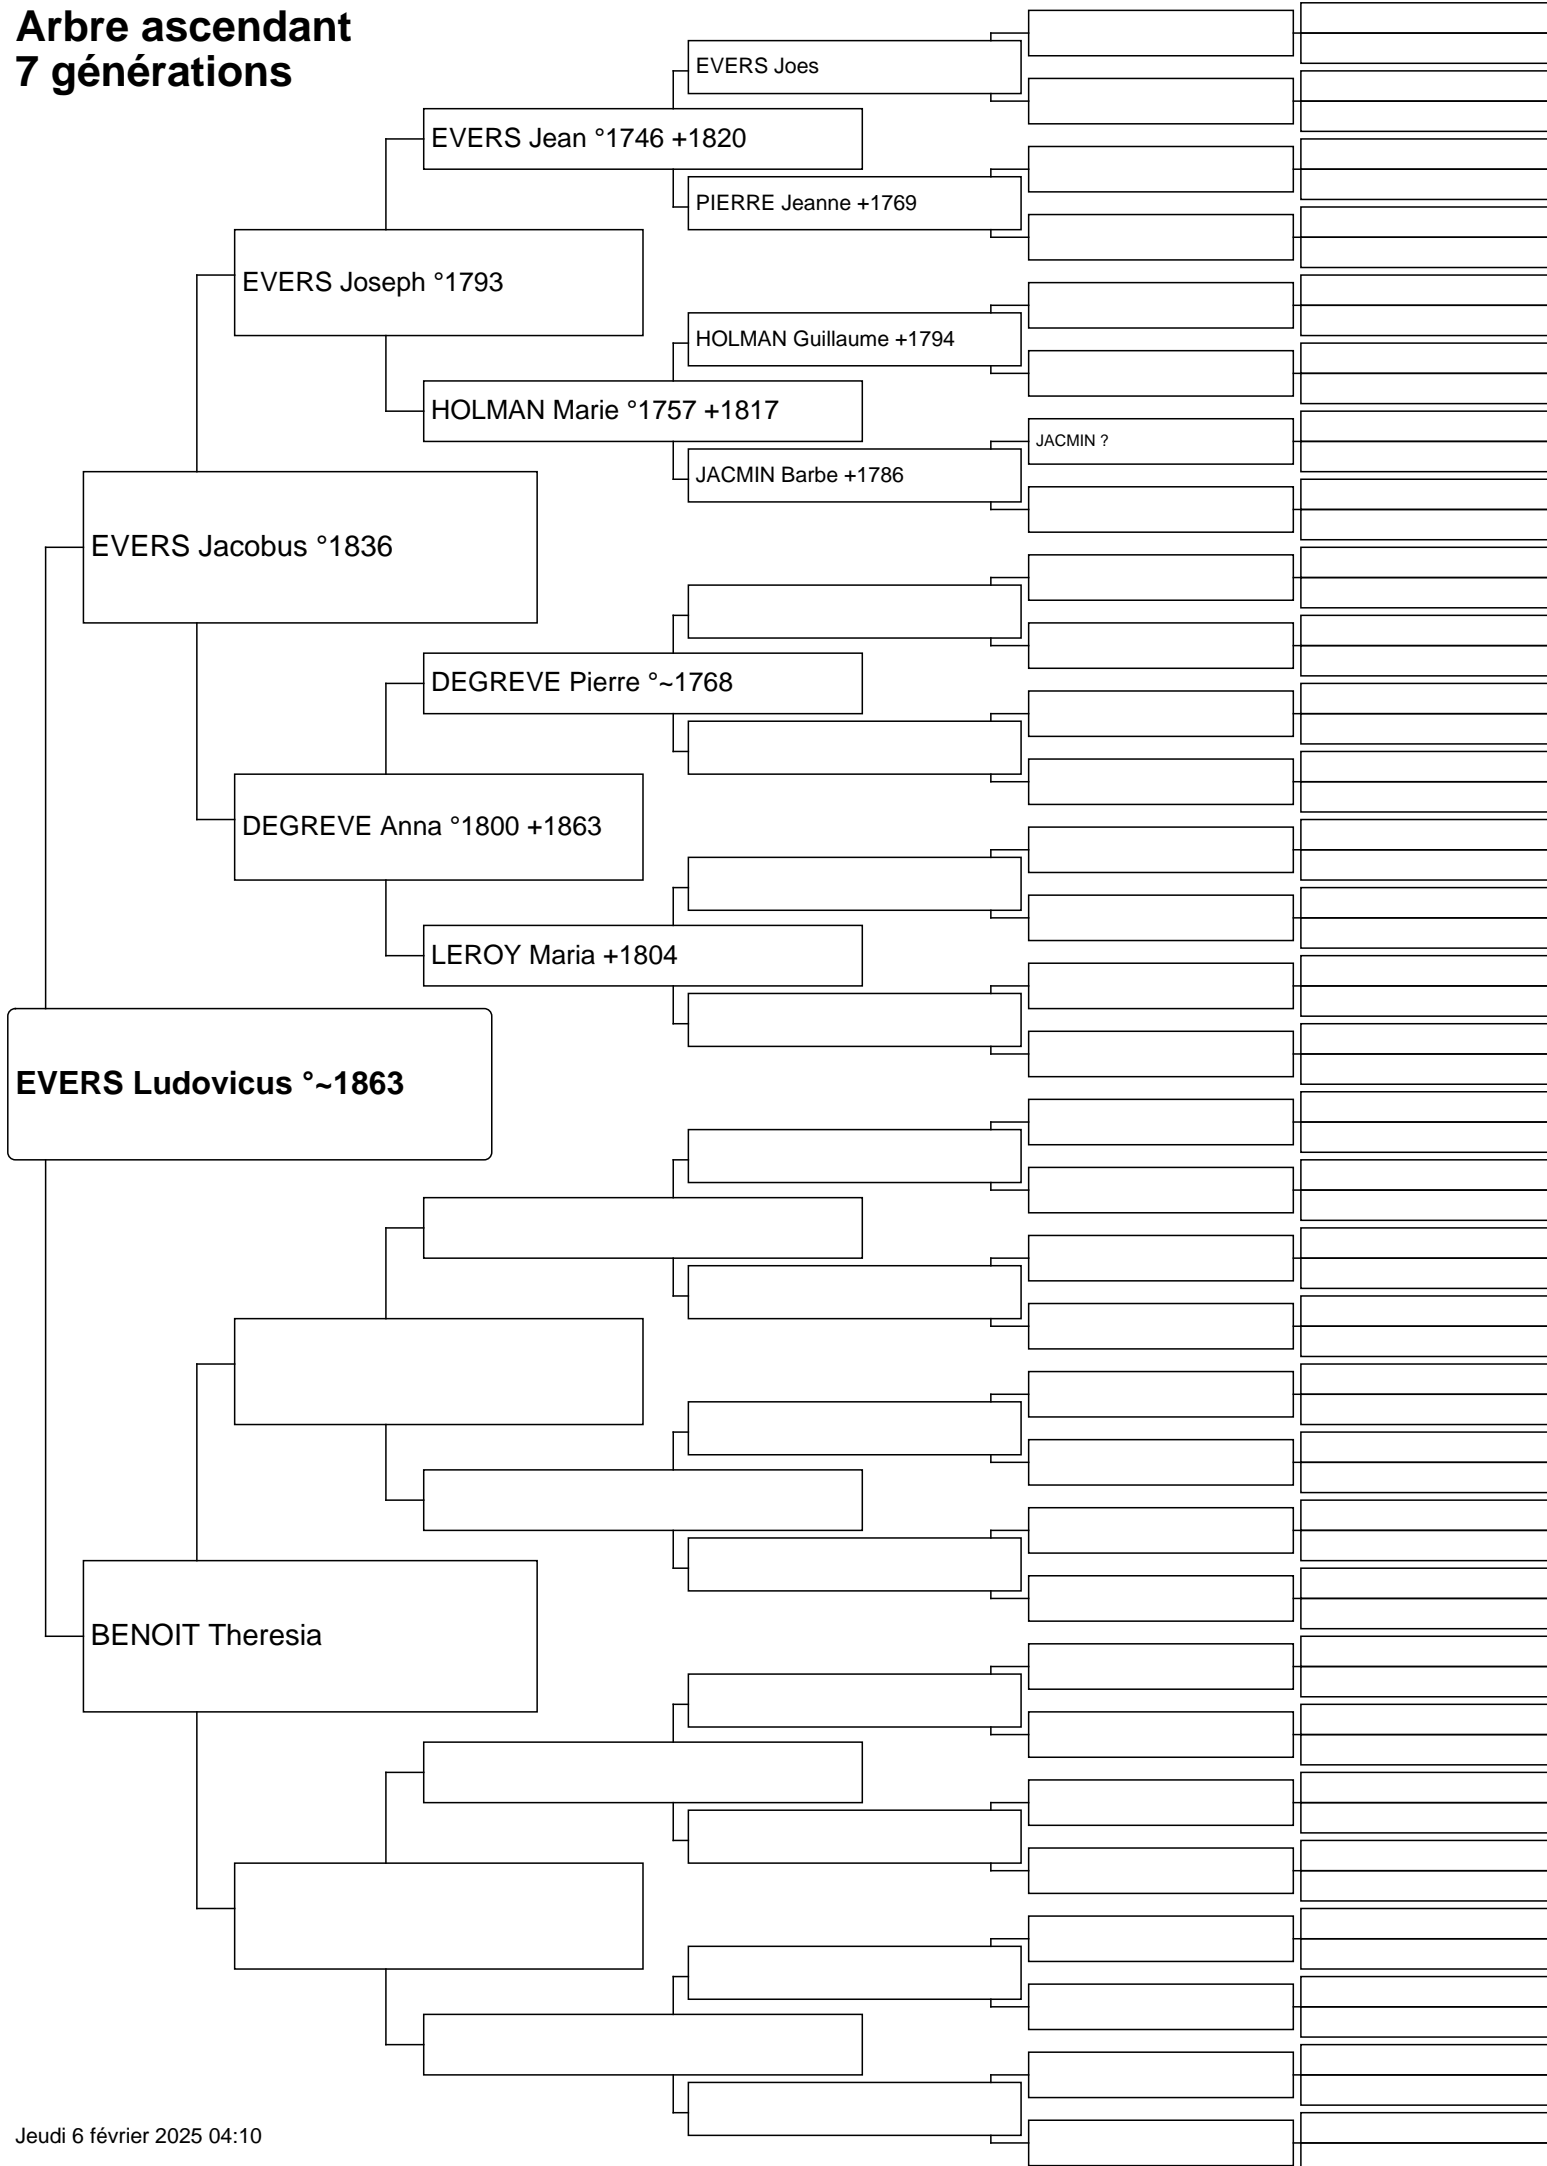 Arbre ascendant
7 générations
EVERS Joes
EVERS Jean °1746 +1820
PIERRE Jeanne +1769
EVERS Joseph °1793
HOLMAN Guillaume +1794
HOLMAN Marie °1757 +1817
JACMIN ?
JACMIN Barbe +1786
EVERS Jacobus °1836
DEGREVE Pierre °~1768
DEGREVE Anna °1800 +1863
LEROY Maria +1804
EVERS Ludovicus °~1863
BENOIT Theresia
Jeudi 6 février 2025 04:10